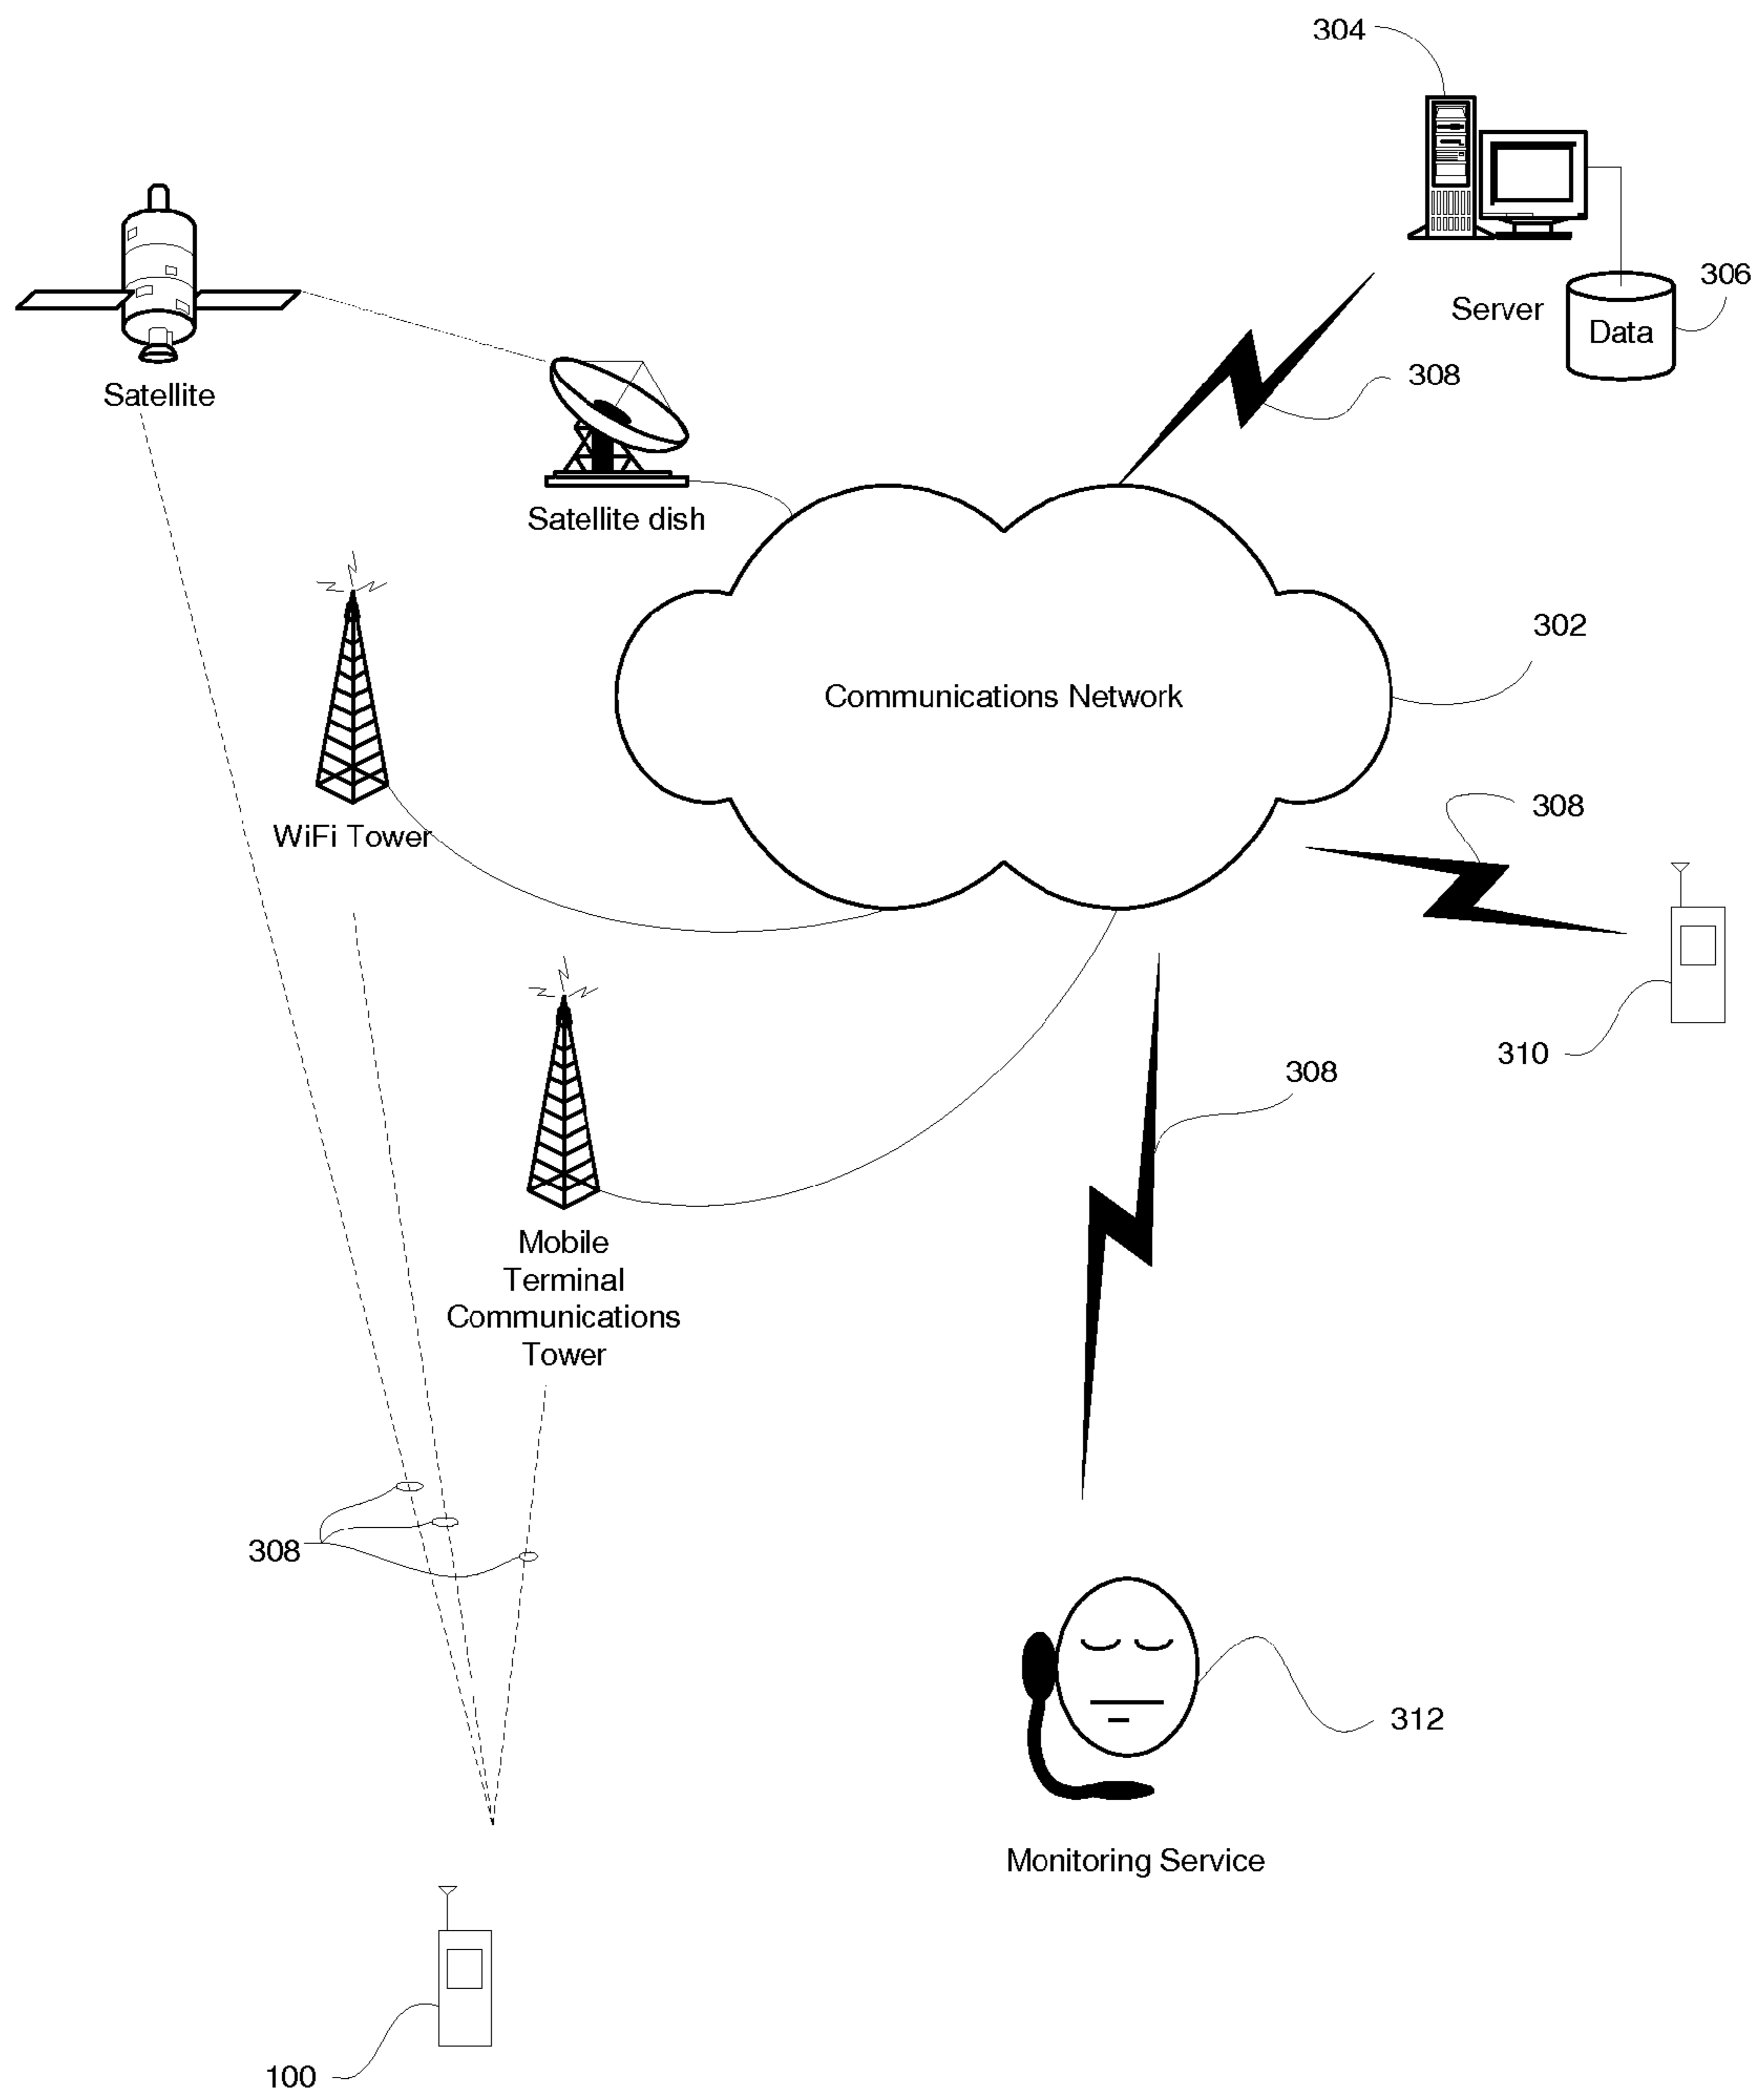 304
306
Server
Data
308
Satellite
Satellite dish
302
Communications Network
308
WiFi Tower
310
308
Mobile
Terminal
Communications
Tower
308
312
Monitoring Service
100